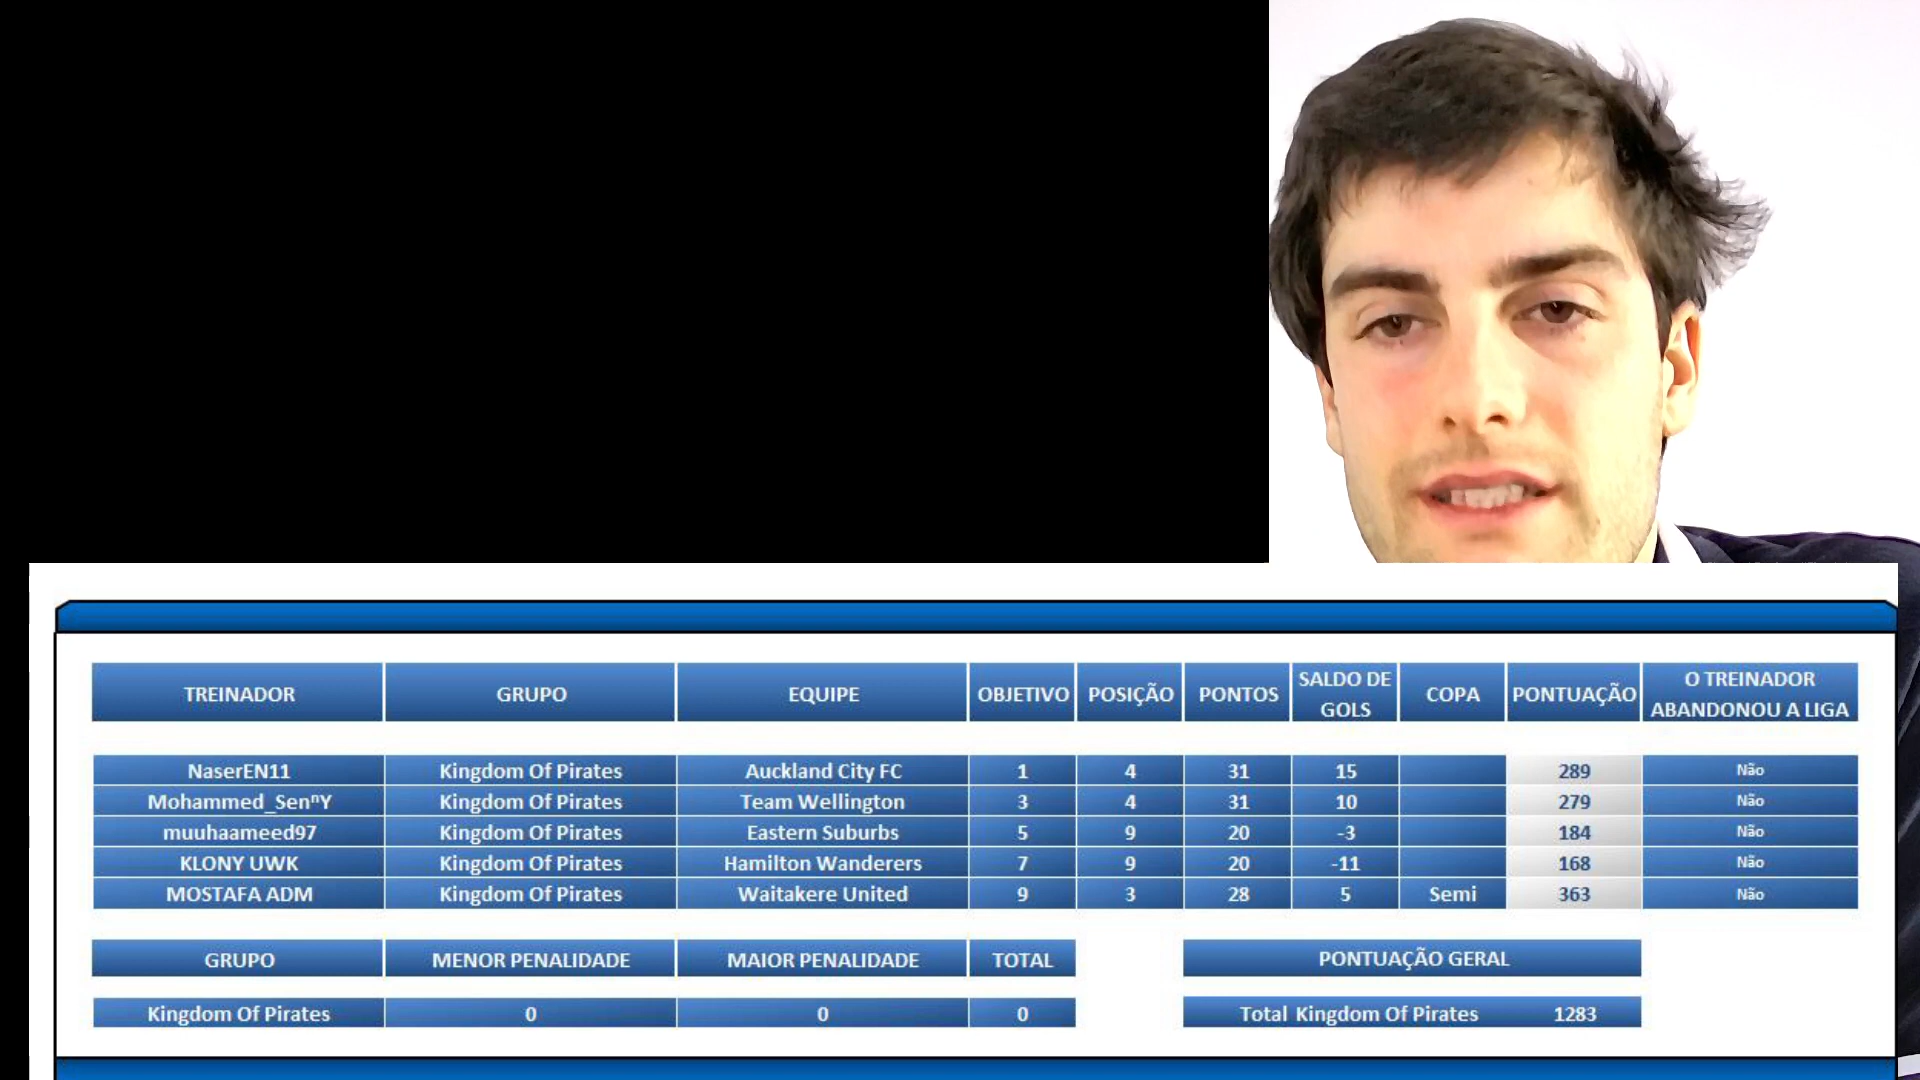 TREINADOR GRUPO EQUIPE OBJETIVO POSIÇÃO PONTOS SALDO DE GOLS COPA PONTUAÇÃO O TREINADOR ABANDONOU A LIGA
NaserEN11 Kingdom Of Pirates Auckland City FC 1 4 31 15 289 Não
Mohammed_SenⁿY Kingdom Of Pirates Team Wellington 3 4 31 10 279 Não
muuhaameed97 Kingdom Of Pirates Eastern Suburbs 5 9 20 -3 184 Não
KLONY UWK Kingdom Of Pirates Hamilton Wanderers 7 9 20 -11 168 Não
MOSTAFA ADM Kingdom Of Pirates Waitakere United 9 3 28 5 Semi 363 Não
GRUPO MENOR PENALIDADE MAIOR PENALIDADE TOTAL PONTUAÇÃO GERAL
Kingdom Of Pirates 0 0 0 Total Kingdom Of Pirates 1283